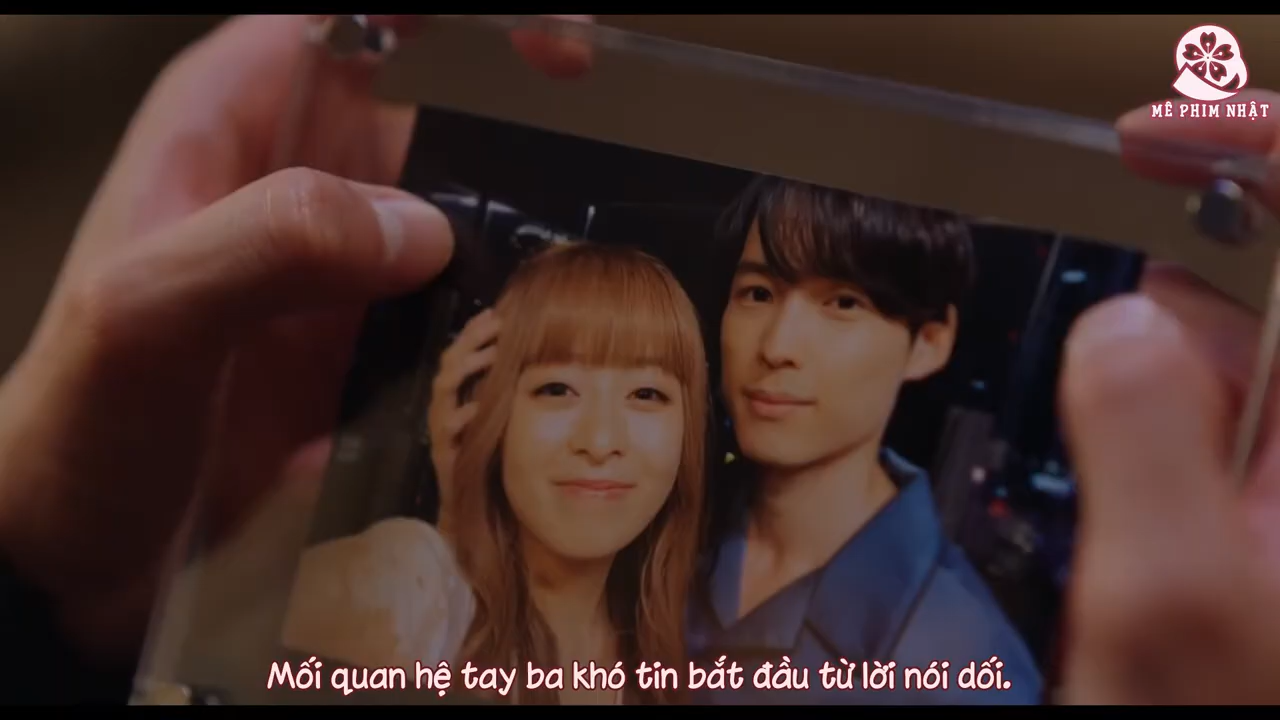 MÊ PHIM NHẬT
Mối quan hệ tay ba khó tin bắt đầu từ lời nói dối.